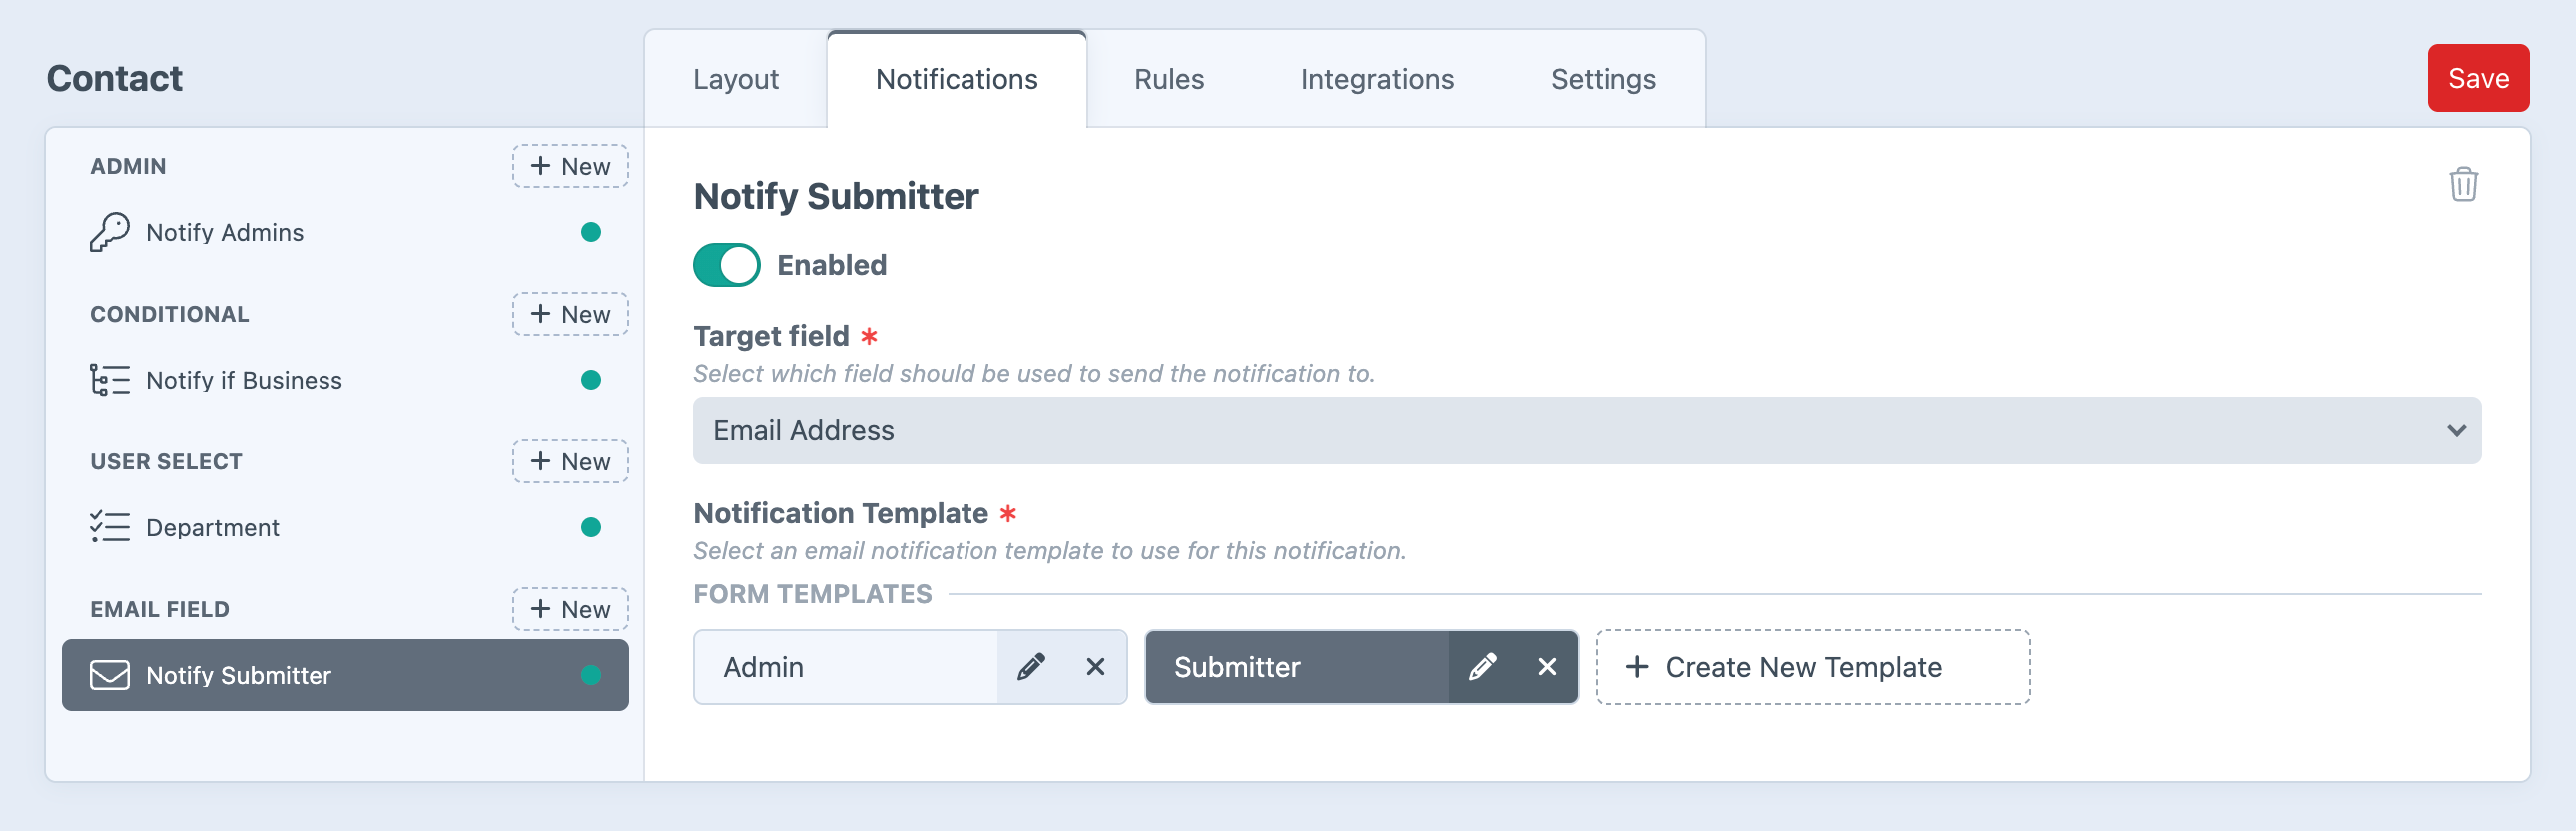 Contact
Layout
Notifications
Rules
Integrations
Settings
Save
ADMIN
+ New
Notify Admins
CONDITIONAL
+ New
Notify if Business
USER SELECT
+ New
Department
EMAIL FIELD
+ New
Notify Submitter
Notify Submitter
Enabled
Target field *
Select which field should be used to send the notification to.
Email Address
Notification Template *
Select an email notification template to use for this notification.
FORM TEMPLATES
Admin
Submitter
+ Create New Template